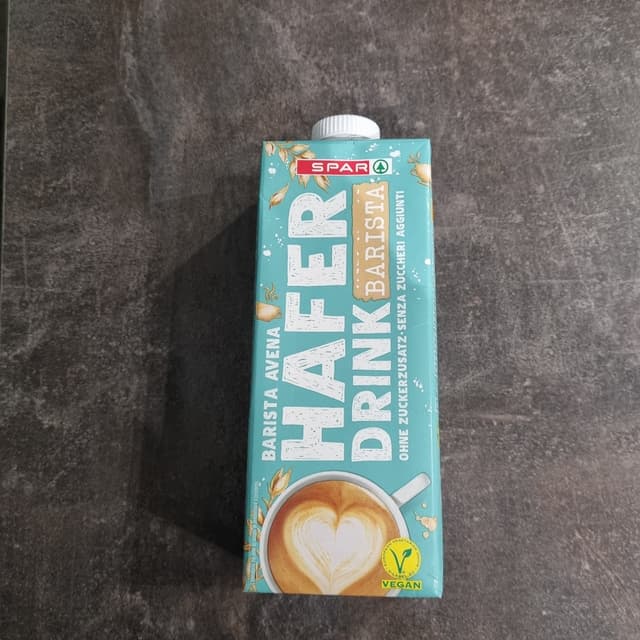 SPAR
BARISTA AVENA
HAFER
DRINK
BARISTA
OHNE ZUCKERZUSATZ · SENZA ZUCCHERI AGGIUNTI
V
VEGAN